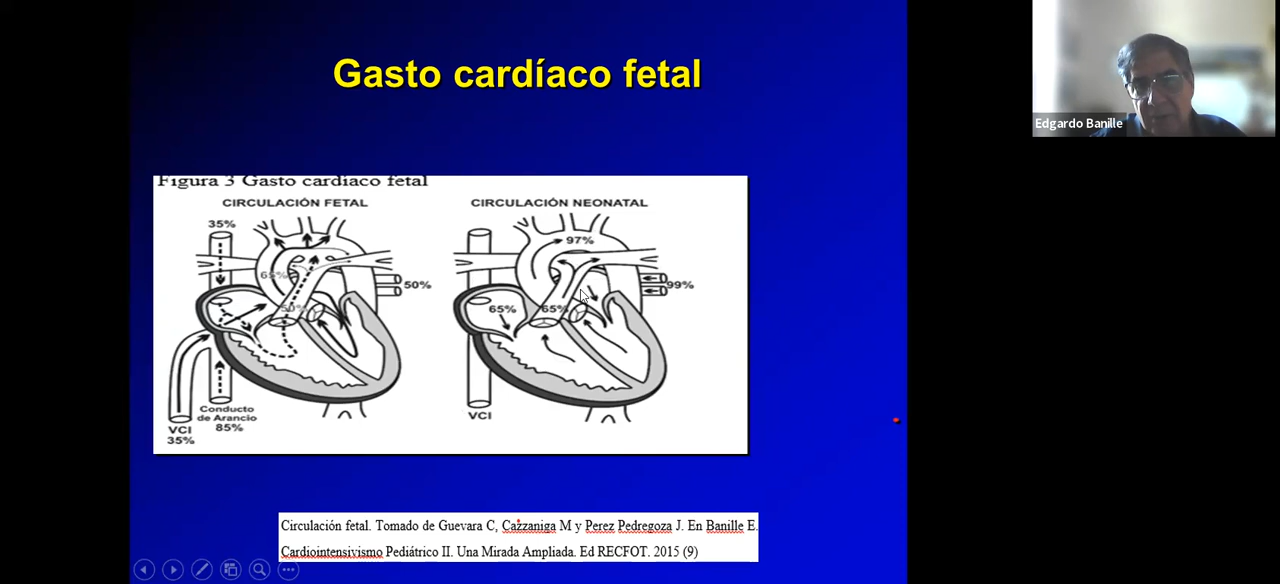 Gasto cardíaco fetal
Edgardo Banille
Figura 3 Gasto cardiaco fetal
CIRCULACIÓN FETAL
CIRCULACIÓN NEONATAL
35%
97%
65%
50%
99%
50%
65%
65%
Conducto
de Arancio
85%
VCI
35%
VCI
Circulación fetal. Tomado de Guevara C, Cazzaniga M y Perez Pedregoza J. En Banille E.
Cardiointensivismo Pediátrico II. Una Mirada Ampliada. Ed RECFOT. 2015 (9)